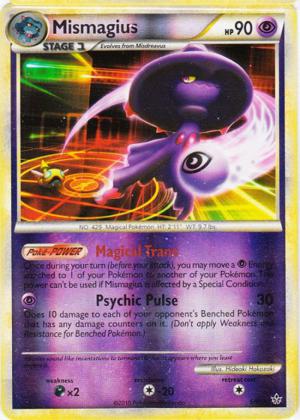 Mismagius HP 90
STAGE 1 Evolves from Misdreavus
NO. 429 Magical Pokémon. HT: 2'11" WT: 9.7 lbs.
Poké-POWER Magical Trans
Once during your turn (before your attack), you may move a Energy
attached to 1 of your Pokémon to another of your Pokémon. This
power can't be used if Mismagius is affected by a Special Condition.
Psychic Pulse 30
Does 10 damage to each of your opponent's Benched Pokémon
that has any damage counters on it. (Don't apply Weakness and
Resistance for Benched Pokémon.)
sound like incantations to torment
Illus. Hideaki Hakozaki
weakness resistance retreat cost
×2 -20
©2010 Pokémon/Nintendo